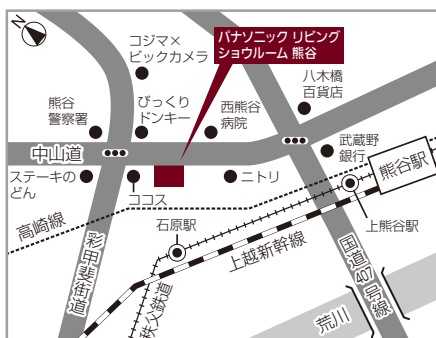 N
コジマ×
ビックカメラ
パナソニック リビング
ショウルーム 熊谷
八木橋
百貨店
熊谷
警察署
びっくり
ドンキー
西熊谷
病院
武蔵野
銀行
中山道
熊谷駅
ステーキの
どん
ココス
ニトリ
高崎線
石原駅
上熊谷駅
彩甲斐街道
上越新幹線
国道407号線
秩父鉄道
荒川